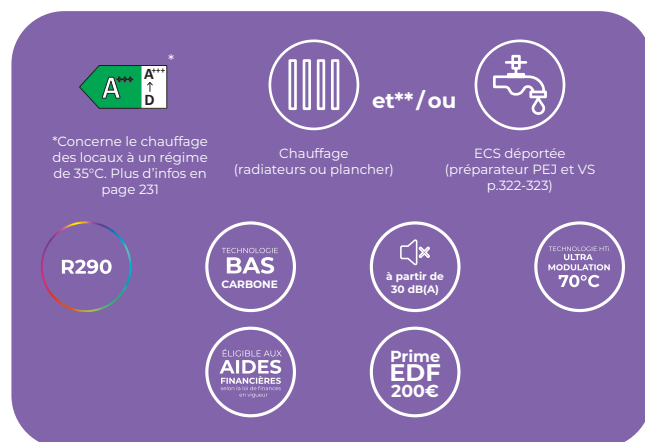 A+++
A+++
↑
D
*
*Concerne le chauffage
des locaux à un régime
de 35°C. Plus d'infos en
page 231
Chauffage
(radiateurs ou plancher)
et**/ou
ECS déportée
(préparateur PEJ et VS
p.322-323)
R290
TECHNOLOGIE
BAS
CARBONE
à partir de
30 dB(A)
TECHNOLOGIE HTi
ULTRA
MODULATION
70°C
ÉLIGIBLE AUX
AIDES
FINANCIÈRES
selon la loi de finances
en vigueur
Prime
EDF
200€